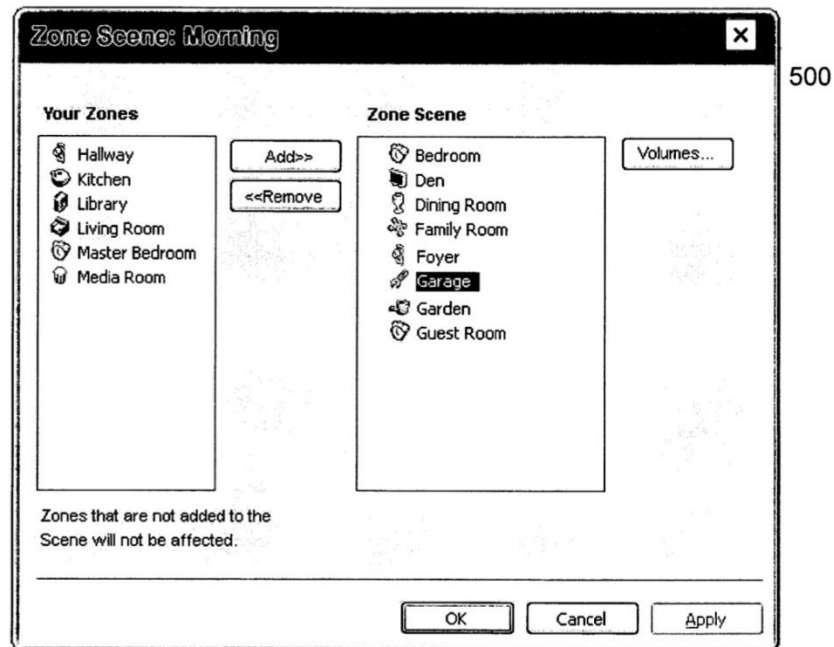 Zone Scene: Morning
500
Your Zones
Hallway
Kitchen
Library
Living Room
Master Bedroom
Media Room
Add>>
<<Remove
Zone Scene
Bedroom
Den
Dining Room
Family Room
Foyer
Garage
Garden
Guest Room
Volumes...
Zones that are not added to the
Scene will not be affected.
OK
Cancel
Apply